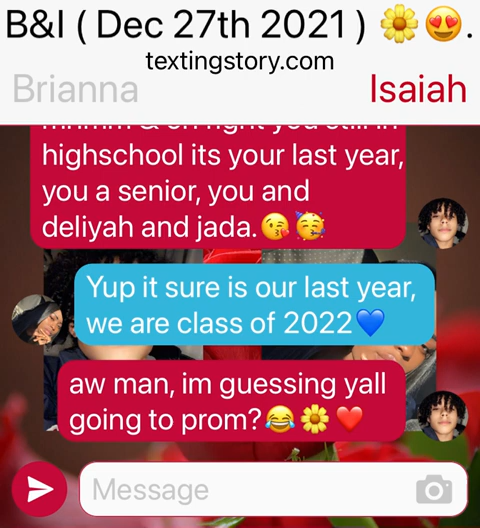 B&I ( Dec 27th 2021 ) 🌼😍.
textingstory.com
Brianna Isaiah
highschool its your last year,
you a senior, you and
deliyah and jada.😘🥳
Yup it sure is our last year,
we are class of 2022💙
aw man, im guessing yall
going to prom?😂🌼❤️
Message